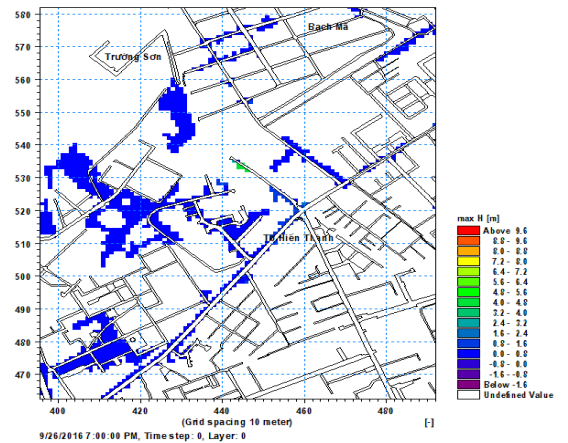 580
570
560
550
540
530
520
510
500
490
480
470
Bạch Mã
Trường Sơn
Tô Hiến Thành
400
420
440
460
480
(Grid spacing 10 meter)
[-]
9/26/2016 7:00:00 PM, Time step: 0, Layer: 0
max H [m]
Above 9.6
8.8 - 9.6
8.0 - 8.8
7.2 - 8.0
6.4 - 7.2
5.6 - 6.4
4.8 - 5.6
4.0 - 4.8
3.2 - 4.0
2.4 - 3.2
1.6 - 2.4
0.8 - 1.6
0.0 - 0.8
-0.8 - 0.0
-1.6 - -0.8
Below -1.6
Undefined Value